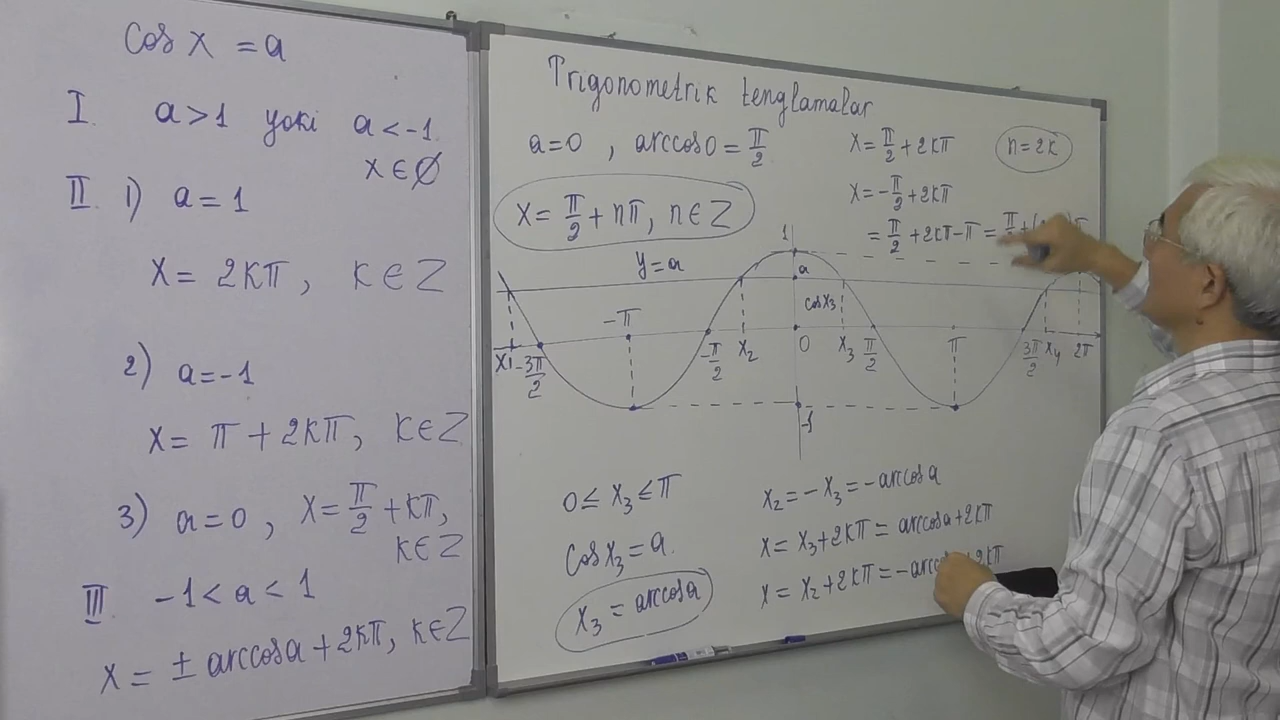 cos x = a
I. a > 1 yoki a < -1
x ∈ ∅
II. 1) a = 1
x = 2kπ, k ∈ Z
2) a = -1
x = π + 2kπ, k ∈ Z
3) a = 0, x = π/2 + kπ,
k ∈ Z
III -1 < a < 1
x = ± arccos a + 2kπ, k ∈ Z
Trigonometrik tenglamalar
a = 0, arccos 0 = π/2
x = π/2 + nπ, n ∈ Z
x = π/2 + 2kπ
n = 2k
x = -π/2 + 2kπ
= π/2 + 2kπ - π = π
y = a
1
a
cos x₃
-π
x1
-3π/2
-π/2
x₂
0
x₃
π/2
π
3π/2
x₄
2π
-1
0 ≤ x₃ ≤ π
cos x₃ = a.
x₃ = arccos a
x₂ = -x₃ = -arccos a
x = x₃ + 2kπ = arccos a + 2kπ
x = x₂ + 2kπ = - 2kπ